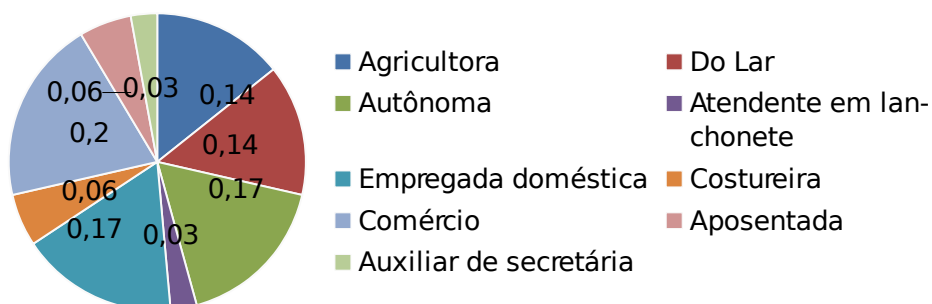 0,14
0,14
0,17
0,03
0,17
0,06
0,2
0,06
0,03
Agricultora
Do Lar
Autônoma
Atendente em lan-
chonete
Empregada doméstica
Costureira
Comércio
Aposentada
Auxiliar de secretária